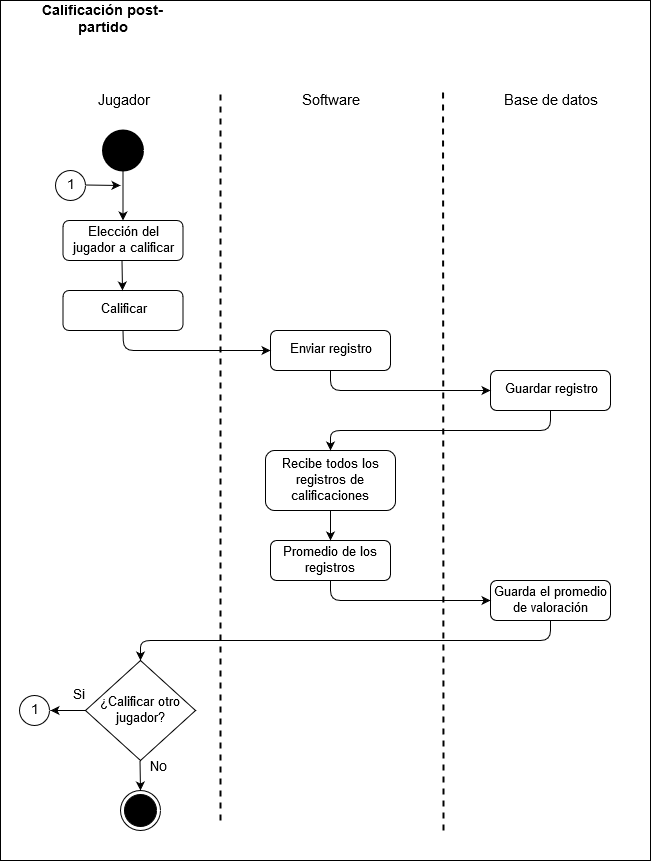 Calificación post-
partido
Jugador
Software
Base de datos
1
Elección del
jugador a calificar
Calificar
Enviar registro
Guardar registro
Recibe todos los
registros de
calificaciones
Promedio de los
registros
Guarda el promedio
de valoración
¿Calificar otro
jugador?
Si
1
No